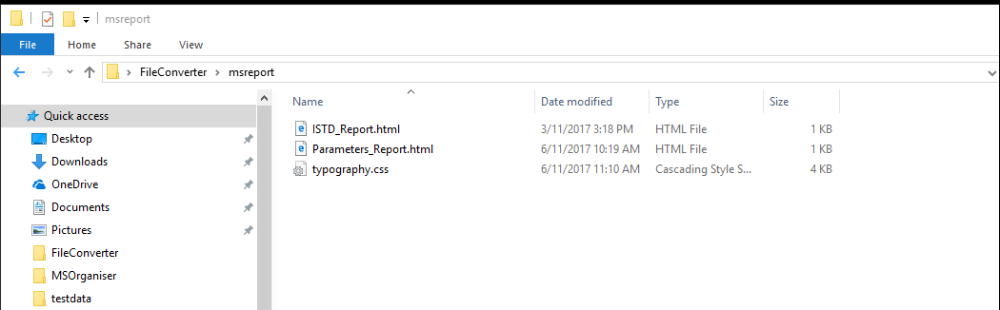 msreport
File Home Share View
FileConverter msreport
Name Date modified Type Size
Quick access
Desktop
Downloads
OneDrive
Documents
Pictures
FileConverter
MSOrganiser
testdata
ISTD_Report.html 3/11/2017 3:18 PM HTML File 1 KB
Parameters_Report.html 6/11/2017 10:19 AM HTML File 1 KB
typography.css 6/11/2017 11:10 AM Cascading Style S... 4 KB